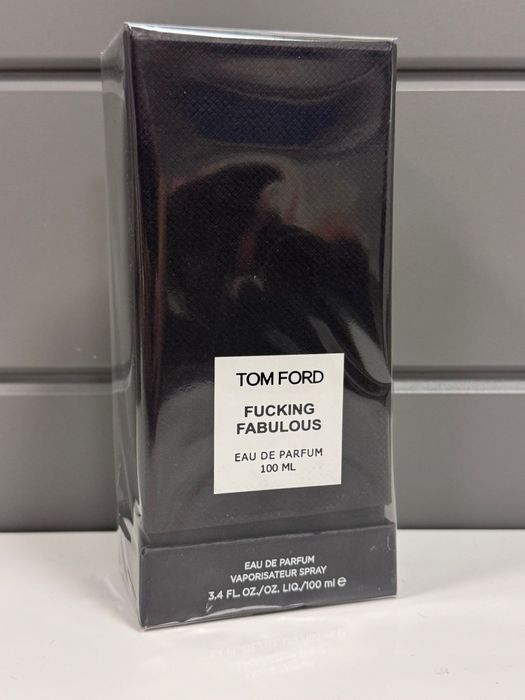 TOM FORD
FUCKING
FABULOUS
EAU DE PARFUM
100 ML
EAU DE PARFUM
VAPORISATEUR SPRAY
3.4 FL. OZ./OZ. LIQ./100 ml ℮